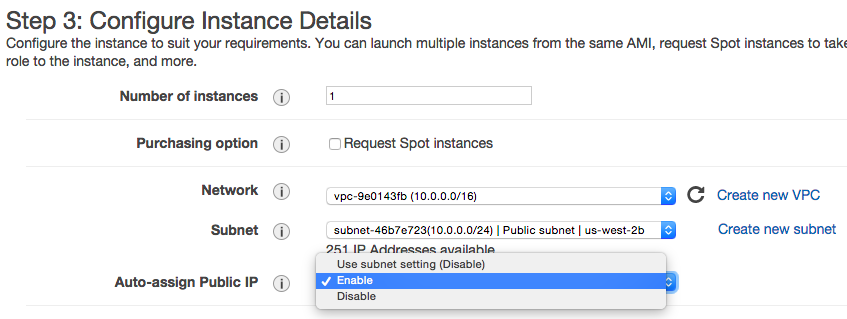 Step 3: Configure Instance Details
Configure the instance to suit your requirements. You can launch multiple instances from the same AMI, request Spot instances to take
role to the instance, and more.
Number of instances i 1
Purchasing option i Request Spot instances
Network i vpc-9e0143fb (10.0.0.0/16) Create new VPC
Subnet i subnet-46b7e723(10.0.0.0/24) | Public subnet | us-west-2b Create new subnet
251 IP Addresses available
Use subnet setting (Disable)
Auto-assign Public IP i ✓ Enable
Disable